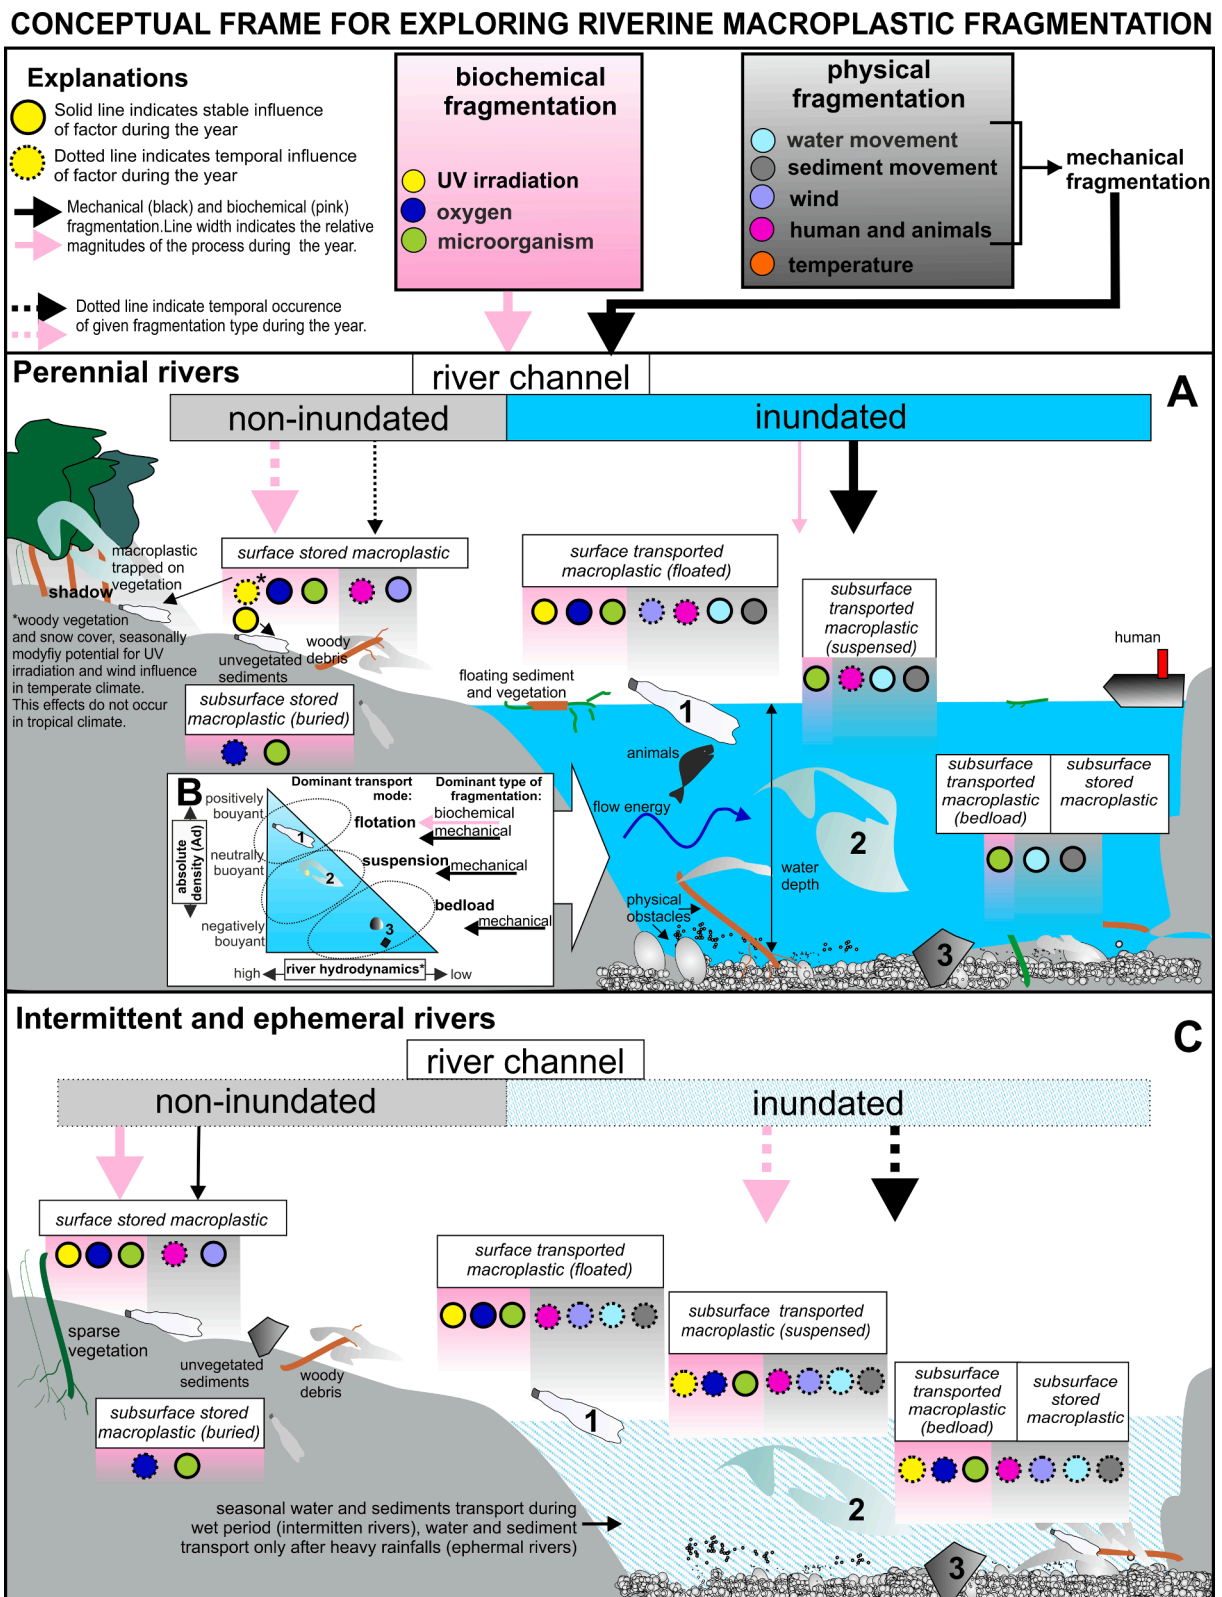 CONCEPTUAL FRAME FOR EXPLORING RIVERINE MACROPLASTIC FRAGMENTATION
Explanations
Solid line indicates stable influence
of factor during the year
Dotted line indicates temporal influence
of factor during the year
Mechanical (black) and biochemical (pink)
fragmentation.Line width indicates the relative
magnitudes of the process during the year.
Dotted line indicate temporal occurence
of given fragmentation type during the year.
biochemical
fragmentation
UV irradiation
oxygen
microorganism
physical
fragmentation
water movement
sediment movement
wind
human and animals
temperature
mechanical
fragmentation
Perennial rivers
river channel
A
non-inundated
inundated
macroplastic
trapped on
vegetation
shadow
surface stored macroplastic
*
*woody vegetation
and snow cover, seasonally
modyfiy potential for UV
irradiation and wind influence
in temperate climate.
This effects do not occur
in tropical climate.
woody
debris
unvegetated
sediments
subsurface stored
macroplastic (buried)
surface transported
macroplastic (floated)
subsurface
transported
macroplastic
(suspended)
human
floating sediment
and vegetation
1
animals
flow energy
2
water
depth
physical
obstacles
subsurface
transported
macroplastic
(bedload)
subsurface
stored
macroplastic
3
B
Dominant transport
mode:
Dominant type of
fragmentation:
positively
bouyant
absolute
density (Ad)
neutrally
buoyant
negatively
bouyant
1
2
3
flotation
biochemical
mechanical
suspension
mechanical
bedload
mechanical
high
river hydrodynamics*
low
Intermittent and ephemeral rivers
river channel
C
non-inundated
inundated
surface stored macroplastic
sparse
vegetation
unvegetated
sediments
woody
debris
subsurface stored
macroplastic (buried)
surface transported
macroplastic (floated)
subsurface transported
macroplastic (suspended)
subsurface
transported
macroplastic
(bedload)
subsurface
stored
macroplastic
1
2
3
seasonal water and sediments transport during
wet period (intermitten rivers), water and sediment
transport only after heavy rainfalls (ephermal rivers)